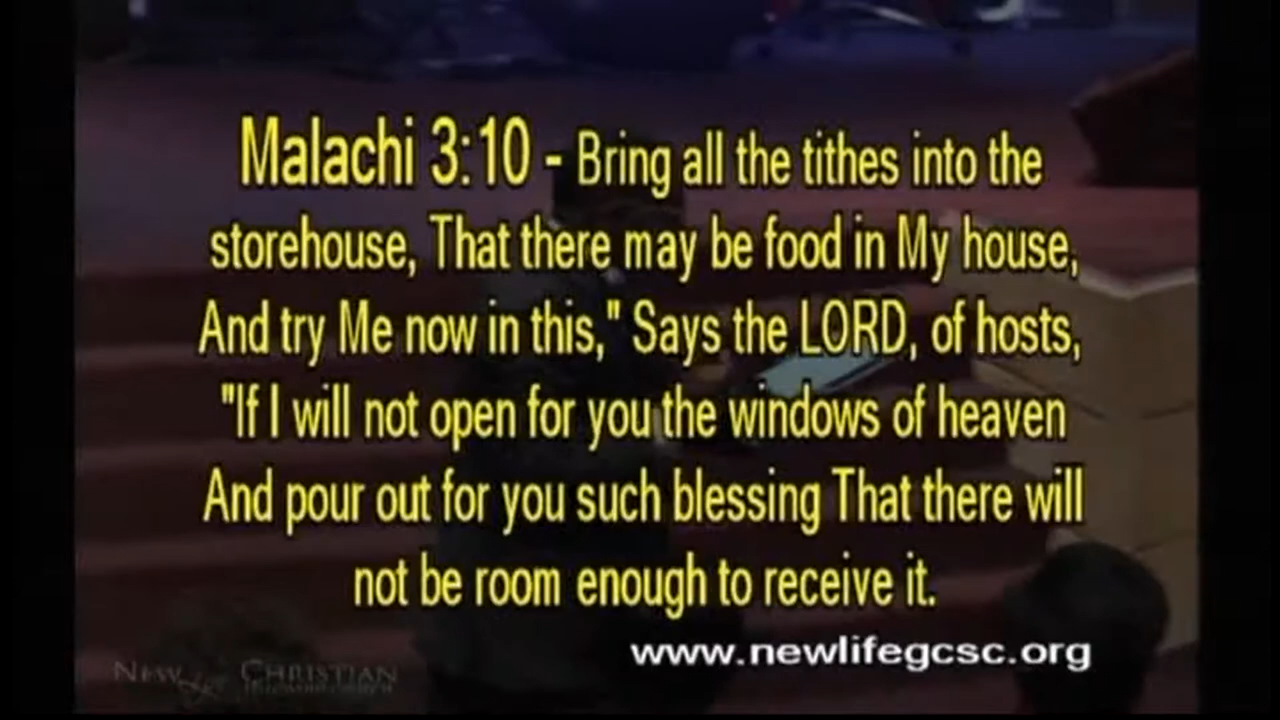 Malachi 3:10 - Bring all the tithes into the
storehouse, That there may be food in My house,
And try Me now in this," Says the LORD, of hosts,
"If I will not open for you the windows of heaven
And pour out for you such blessing That there will
not be room enough to receive it.
www.newlifegcsc.org
New Life Christian